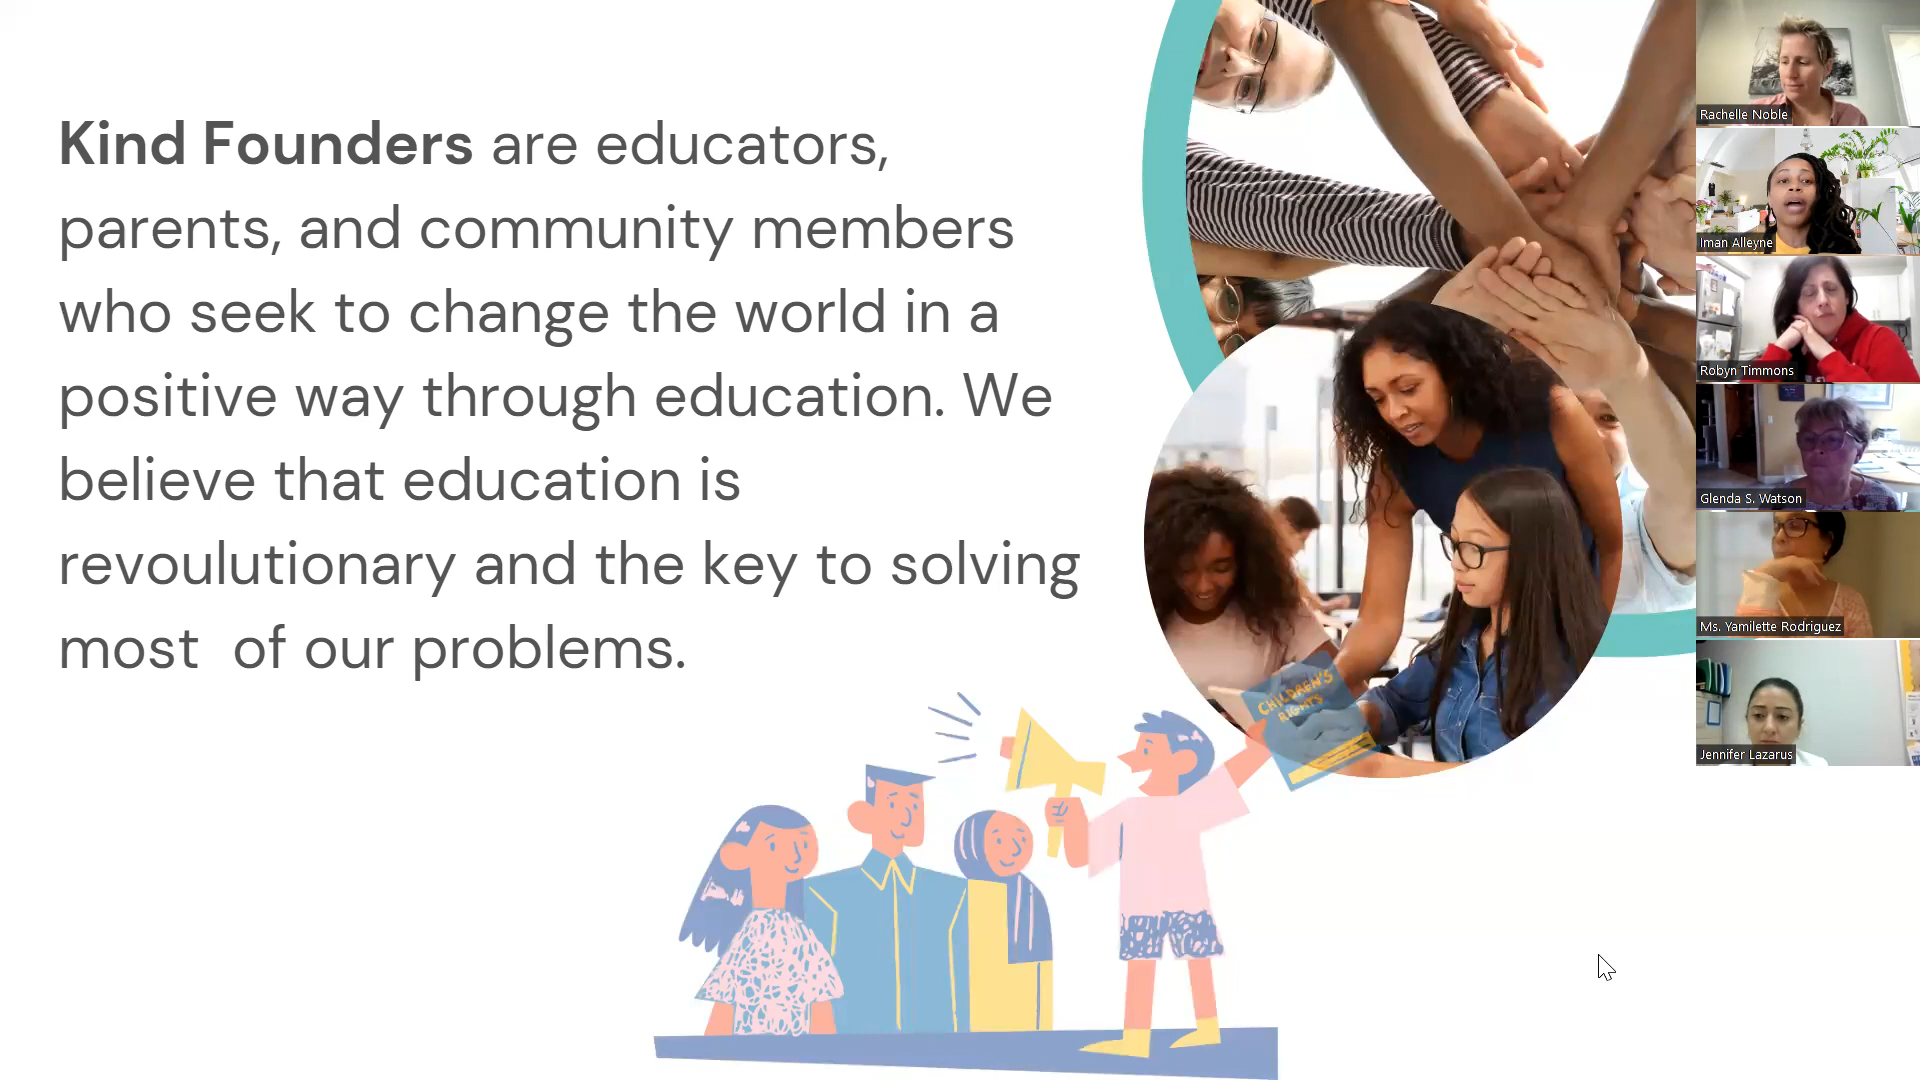 Kind Founders are educators,
parents, and community members
who seek to change the world in a
positive way through education. We
believe that education is
revoulutionary and the key to solving
most  of our problems.
CHILDREN'S
RIGHTS
Rachelle Noble
Iman Alleyne
Robyn Timmons
Glenda S. Watson
Ms. Yamilette Rodriguez
Jennifer Lazarus